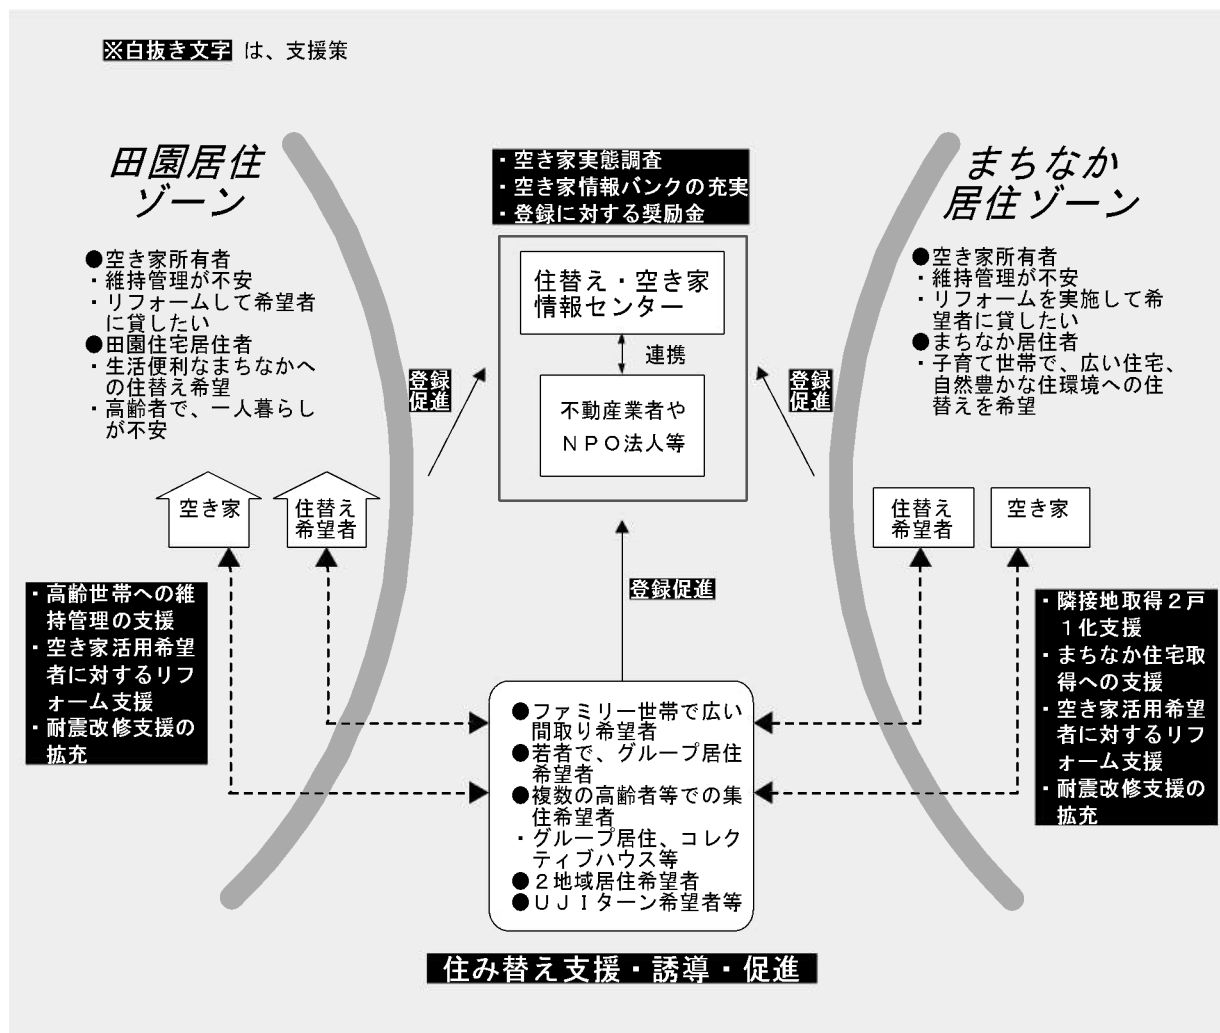 ※白抜き文字 は、支援策
田園居住
ゾーン
●空き家所有者
・維持管理が不安
・リフォームして希望者
に貸したい
●田園住宅居住者
・生活便利なまちなかへ
の住替え希望
・高齢者で、一人暮らし
が不安
・空き家実態調査
・空き家情報バンクの充実
・登録に対する奨励金
住替え・空き家
情報センター
連携
不動産業者や
NPO法人等
まちなか
居住ゾーン
●空き家所有者
・維持管理が不安
・リフォームを実施して希
望者に貸したい
●まちなか居住者
・子育て世帯で、広い住宅、
自然豊かな住環境への住
替えを希望
登録
促進
登録
促進
空き家
住替え
希望者
住替え
希望者
空き家
登録促進
・高齢世帯への維
持管理の支援
・空き家活用希望
者に対するリフ
ォーム支援
・耐震改修支援の
拡充
・隣接地取得2戸
1化支援
・まちなか住宅取
得への支援
・空き家活用希望
者に対するリフ
ォーム支援
・耐震改修支援の
拡充
●ファミリー世帯で広い
間取り希望者
●若者で、グループ居住
希望者
●複数の高齢者等での集
住希望者
・グループ居住、コレク
ティブハウス等
●2地域居住希望者
●UJIターン希望者等
住み替え支援・誘導・促進